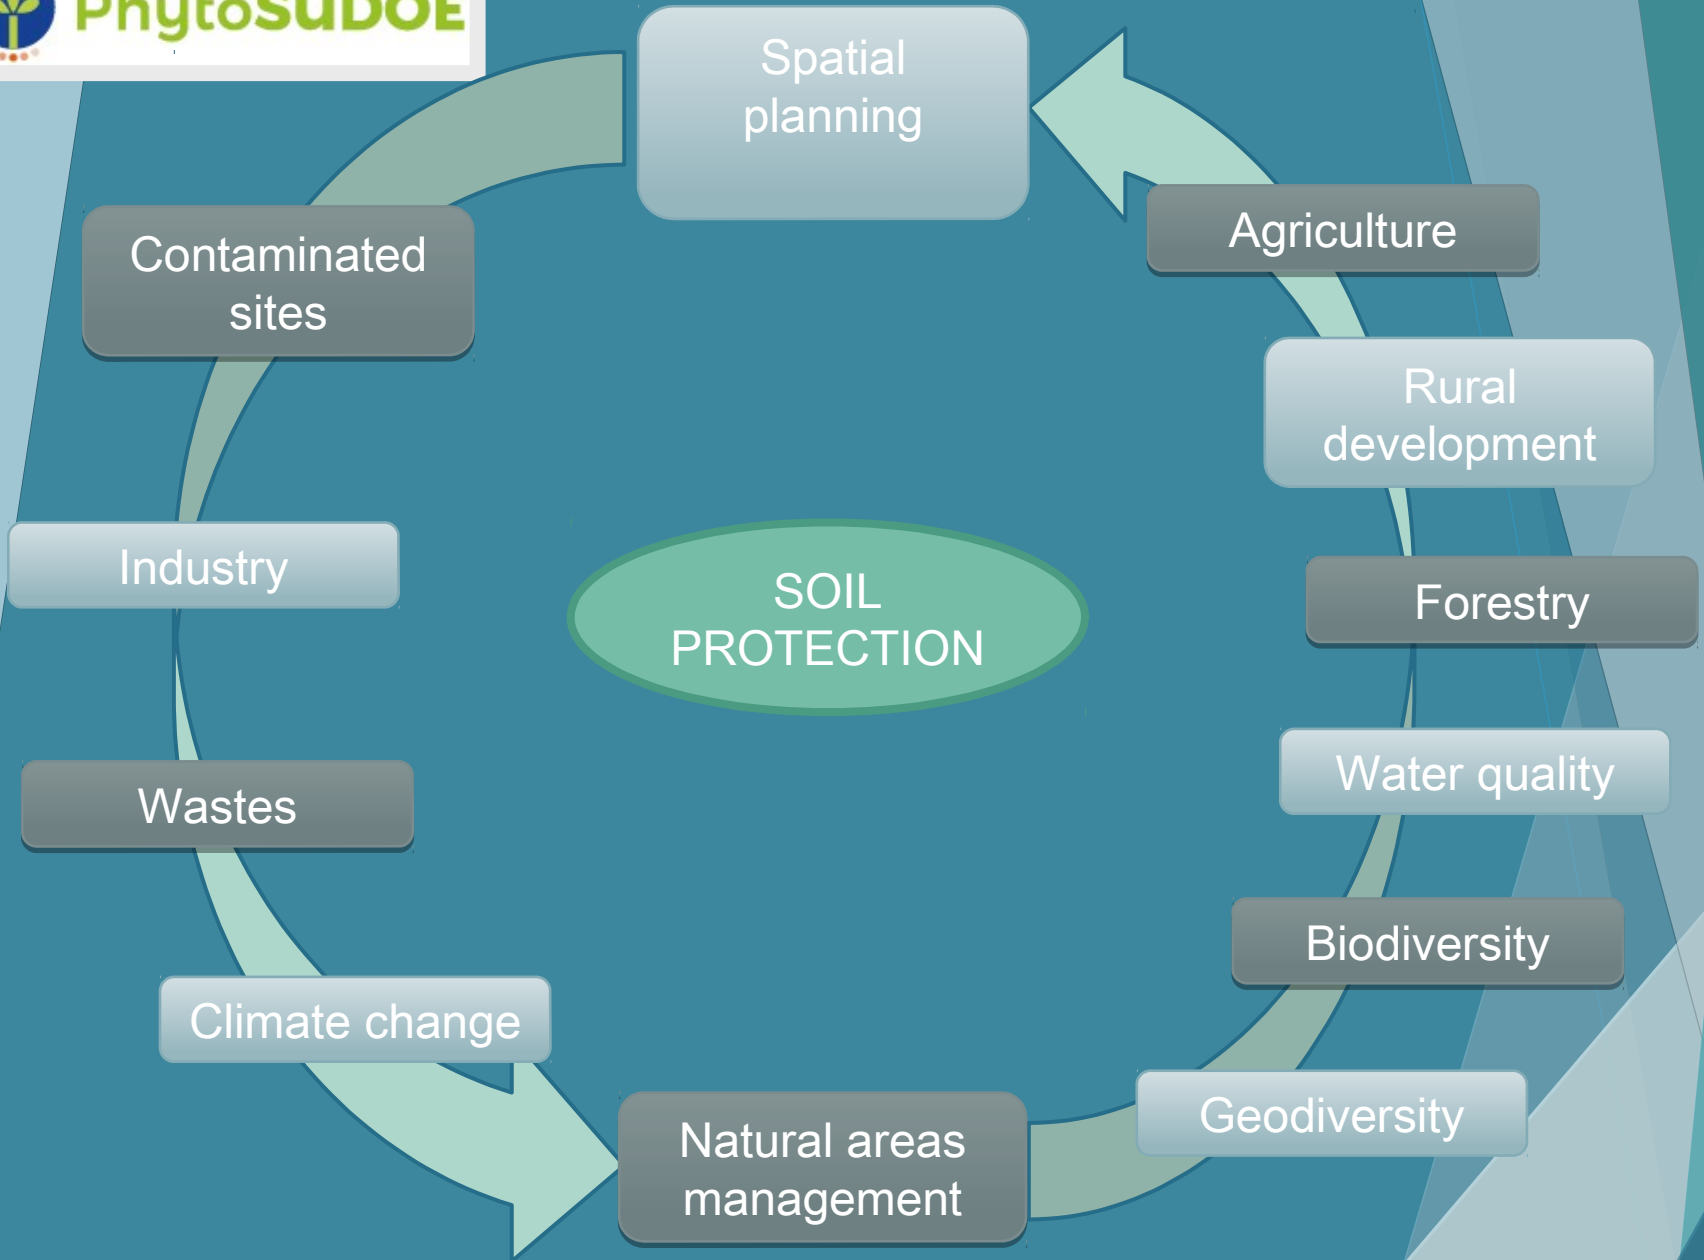 PhytoSUDOE
Spatial
planning
Agriculture
Contaminated
sites
Rural
development
Industry
SOIL
PROTECTION
Forestry
Water quality
Wastes
Biodiversity
Climate change
Geodiversity
Natural areas
management